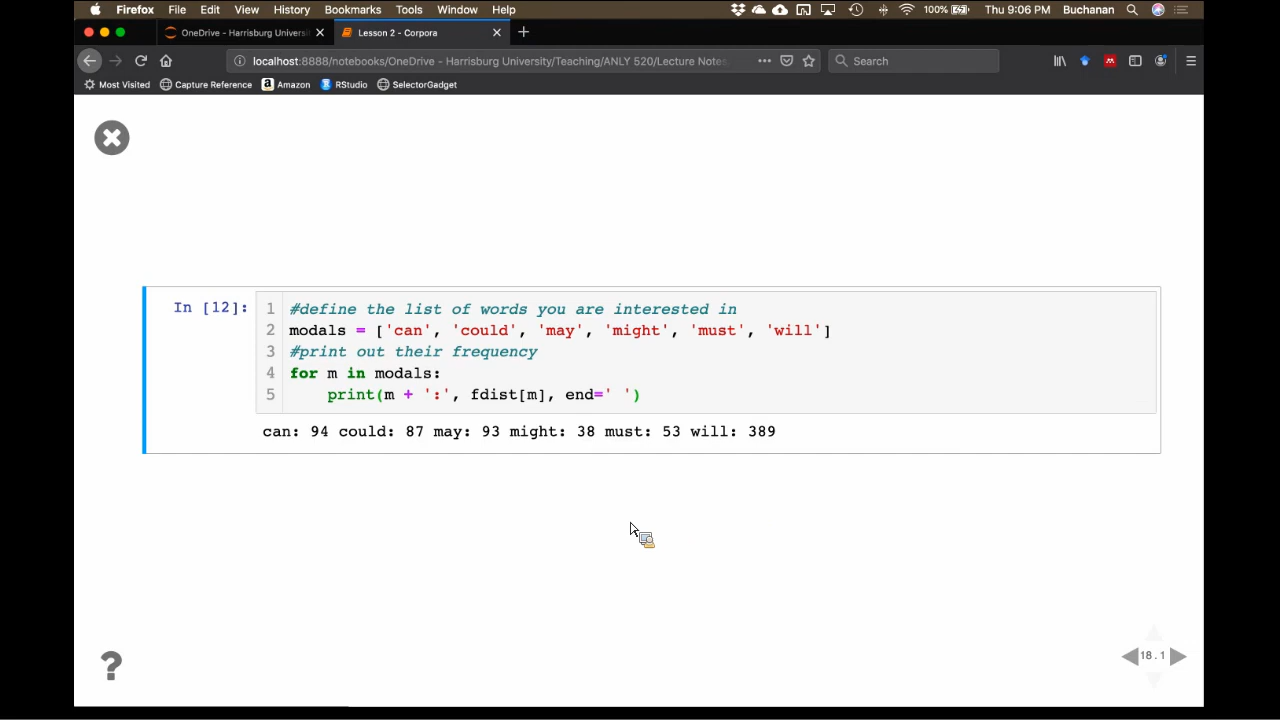 Firefox File Edit View History Bookmarks Tools Window Help 100% Thu 9:06 PM Buchanan
OneDrive - Harrisburg Universi Lesson 2 - Corpora
localhost:8888/notebooks/OneDrive - Harrisburg University/Teaching/ANLY 520/Lecture Notes Search
Most Visited Capture Reference Amazon RStudio SelectorGadget
In [12]:
1 #define the list of words you are interested in
2 modals = ['can', 'could', 'may', 'might', 'must', 'will']
3 #print out their frequency
4 for m in modals:
5 print(m + ':', fdist[m], end=' ')
can: 94 could: 87 may: 93 might: 38 must: 53 will: 389
?
18.1